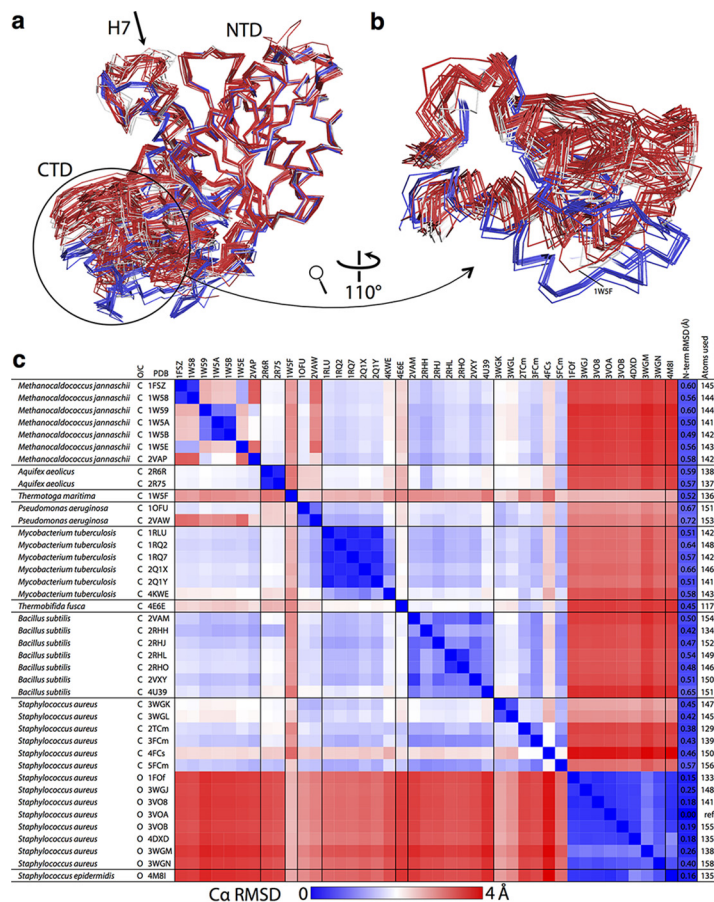 a
b
H7
NTD
CTD
110°
1W5F
c
O/C PDB 1FSZ 1W58 1W59 1W5A 1W5B 1W5E 2VAP 2R6R 2R75 1W5F 1OFU 2VAW 1RLU 1RQ2 1RQ7 2Q1X 2Q1Y 4KWE 4E6E 2VAM 2RHH 2RHJ 2RHL 2RHO 2VXY 4U39 3WGK 3WGL 2TCm 3FCm 4FCs 5FCm 1FOf 3WGJ 3VO8 3VOA 3VOB 4DXD 3WGM 3WGN 4M8I N-term RMSD (Å) Atoms used
Methanocaldococcus jannaschii C 1FSZ 0.60 145
Methanocaldococcus jannaschii C 1W58 0.56 144
Methanocaldococcus jannaschii C 1W59 0.60 144
Methanocaldococcus jannaschii C 1W5A 0.50 141
Methanocaldococcus jannaschii C 1W5B 0.49 142
Methanocaldococcus jannaschii C 1W5E 0.56 143
Methanocaldococcus jannaschii C 2VAP 0.58 142
Aquifex aeolicus C 2R6R 0.59 138
Aquifex aeolicus C 2R75 0.57 137
Thermotoga maritima C 1W5F 0.52 136
Pseudomonas aeruginosa C 1OFU 0.67 151
Pseudomonas aeruginosa C 2VAW 0.72 153
Mycobacterium tuberculosis C 1RLU 0.51 142
Mycobacterium tuberculosis C 1RQ2 0.64 148
Mycobacterium tuberculosis C 1RQ7 0.57 142
Mycobacterium tuberculosis C 2Q1X 0.66 146
Mycobacterium tuberculosis C 2Q1Y 0.51 141
Mycobacterium tuberculosis C 4KWE 0.58 143
Thermobifida fusca C 4E6E 0.45 117
Bacillus subtilis C 2VAM 0.50 154
Bacillus subtilis C 2RHH 0.42 134
Bacillus subtilis C 2RHJ 0.47 152
Bacillus subtilis C 2RHL 0.54 149
Bacillus subtilis C 2RHO 0.48 146
Bacillus subtilis C 2VXY 0.42 150
Bacillus subtilis C 4U39 0.65 151
Staphylococcus aureus C 3WGK 0.45 147
Staphylococcus aureus C 3WGL 0.42 145
Staphylococcus aureus C 2TCm 0.38 129
Staphylococcus aureus C 3FCm 0.43 139
Staphylococcus aureus C 4FCs 0.46 150
Staphylococcus aureus C 5FCm 0.57 156
Staphylococcus aureus O 1FOf 0.15 133
Staphylococcus aureus O 3WGJ 0.25 148
Staphylococcus aureus O 3VO8 0.18 141
Staphylococcus aureus O 3VOA ref
Staphylococcus aureus O 3VOB 0.19 155
Staphylococcus aureus O 4DXD 0.18 135
Staphylococcus aureus O 3WGM 0.26 138
Staphylococcus aureus O 3WGN 0.40 158
Staphylococcus epidermidis O 4M8I 0.16 135
Cα RMSD 0 4 Å